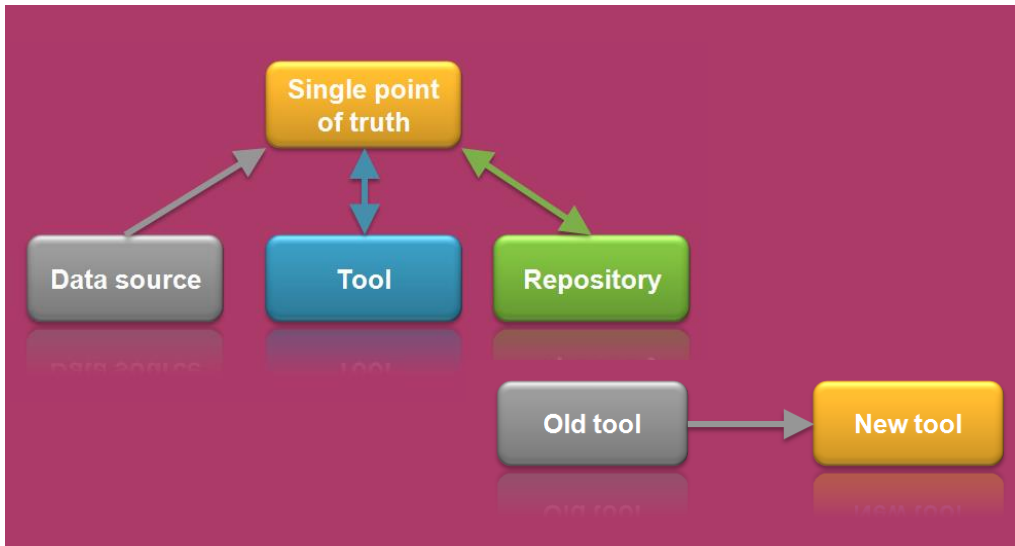 Single point
of truth
Data source
Tool
Repository
Old tool
New tool